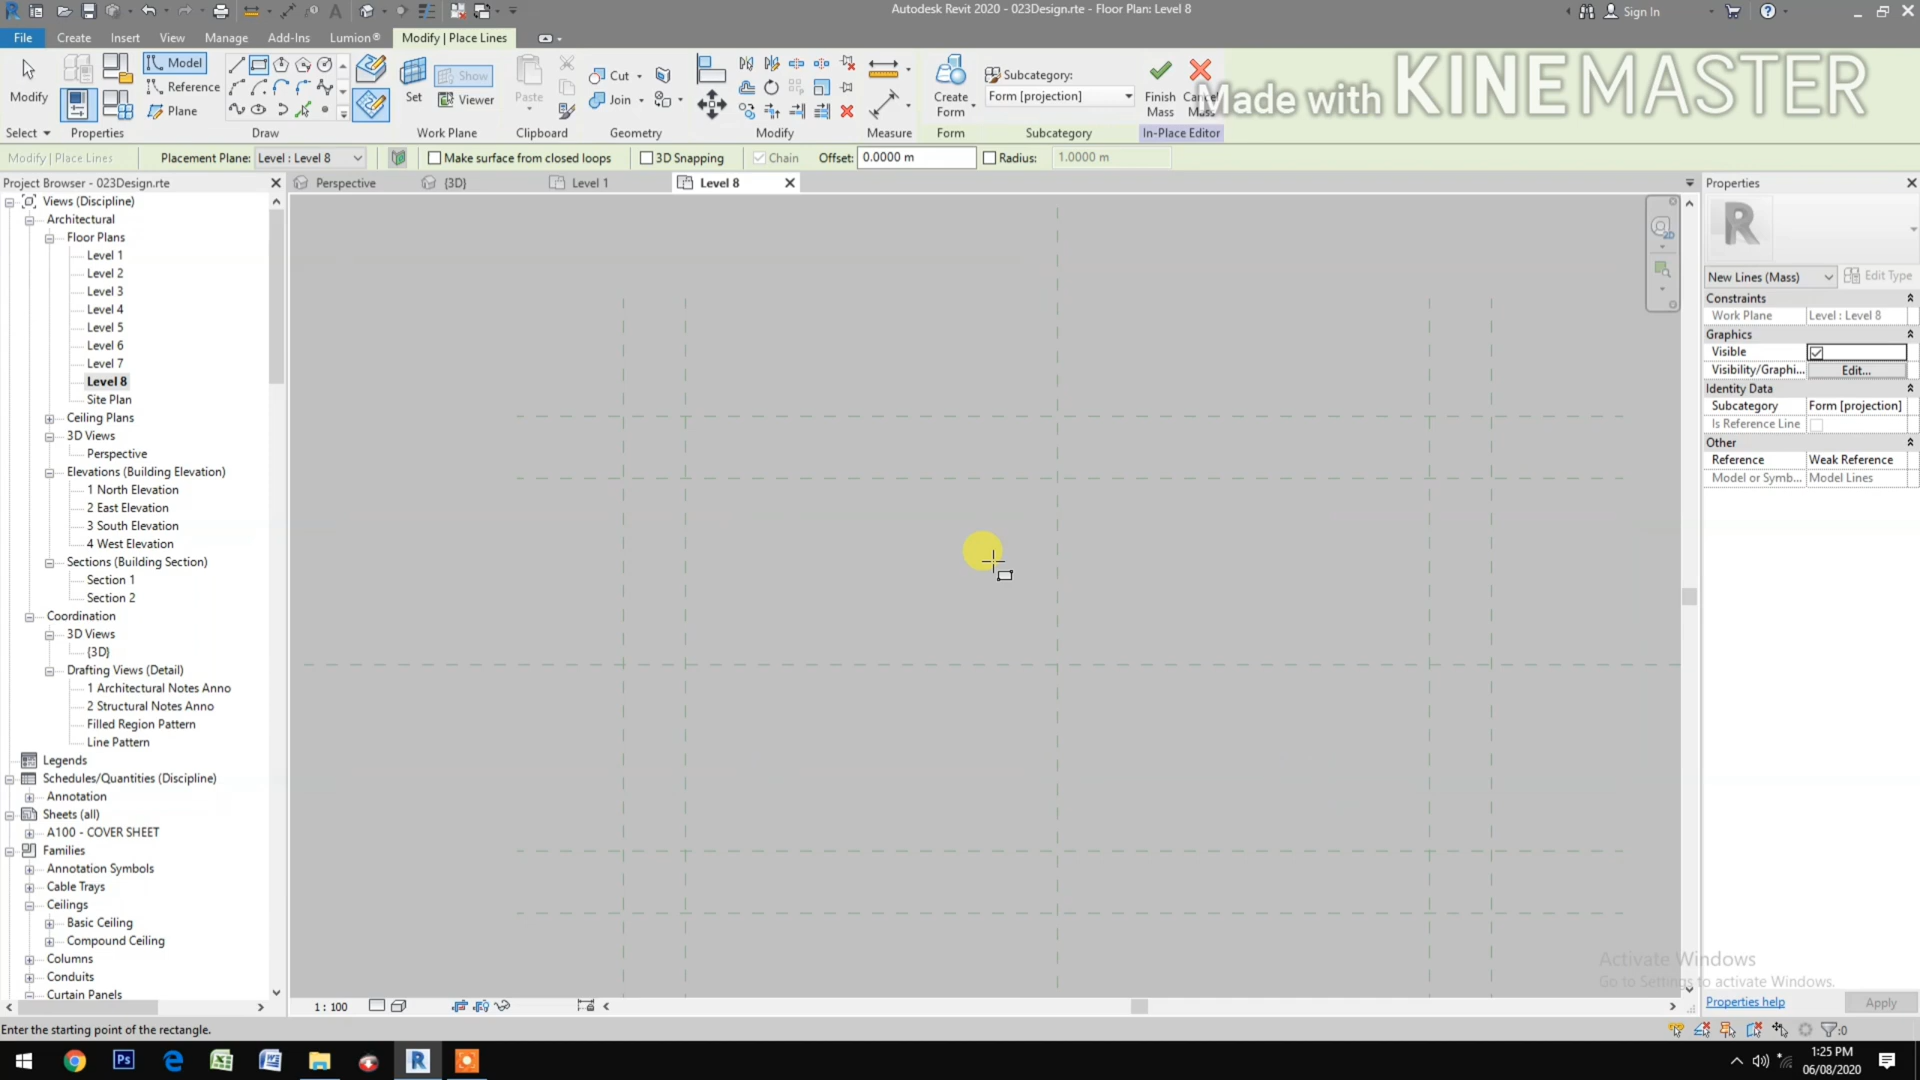 Autodesk Revit 2020 - 023Design.rte - Floor Plan: Level 8
Sign In
File Create Insert View Manage Add-Ins Lumion® Modify | Place Lines
Modify
Model
Reference
Plane
Set
Show
Viewer
Paste
Cut
Join
Create
Form
Subcategory:
Form [projection]
Finish
Mass
Cancel
Mass
Made with KINEMASTER
Select Properties Draw Work Plane Clipboard Geometry Modify Measure Form Subcategory In-Place Editor
Modify | Place Lines Placement Plane: Level : Level 8 Make surface from closed loops 3D Snapping Chain Offset: 0.0000 m Radius: 1.0000 m
Project Browser - 023Design.rte
Perspective {3D} Level 1 Level 8
Views (Discipline)
Architectural
Floor Plans
Level 1
Level 2
Level 3
Level 4
Level 5
Level 6
Level 7
Level 8
Site Plan
Ceiling Plans
3D Views
Perspective
Elevations (Building Elevation)
1 North Elevation
2 East Elevation
3 South Elevation
4 West Elevation
Sections (Building Section)
Section 1
Section 2
Coordination
3D Views
{3D}
Drafting Views (Detail)
1 Architectural Notes Anno
2 Structural Notes Anno
Filled Region Pattern
Line Pattern
Legends
Schedules/Quantities (Discipline)
Annotation
Sheets (all)
A100 - COVER SHEET
Families
Annotation Symbols
Cable Trays
Ceilings
Basic Ceiling
Compound Ceiling
Columns
Conduits
Curtain Panels
2D
Properties
R
New Lines (Mass) Edit Type
Constraints
Work Plane Level : Level 8
Graphics
Visible
Visibility/Graphi... Edit...
Identity Data
Subcategory Form [projection]
Is Reference Line
Other
Reference Weak Reference
Model or Symb... Model Lines
Activate Windows
Go to Settings to activate Windows.
Properties help Apply
1 : 100
Enter the starting point of the rectangle.
:0
Ps
R
1:25 PM
06/08/2020